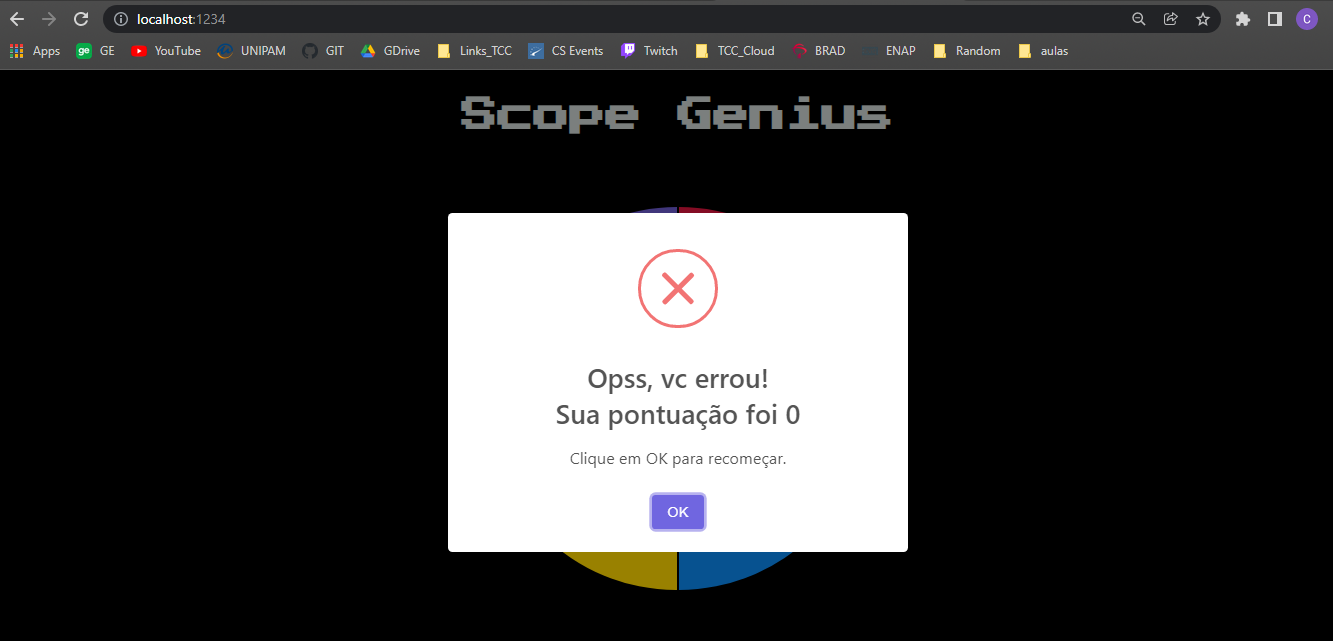 localhost:1234
C
Apps ge GE YouTube UNIPAM GIT GDrive Links_TCC CS Events Twitch TCC_Cloud BRAD ENAP Random aulas
Scope Genius
Opss, vc errou!
Sua pontuação foi 0
Clique em OK para recomeçar.
OK